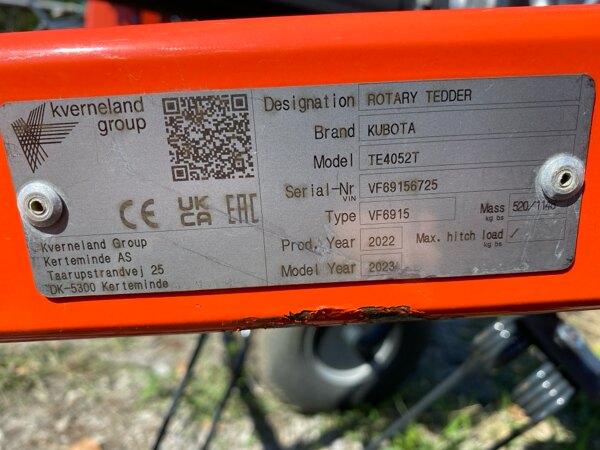 kverneland
group
CE UK CA EAC
Kverneland Group
Kerteminde AS
Taarupstrandvej 25
DK-5300 Kerteminde
Designation ROTARY TEDDER
Brand KUBOTA
Model TE4052T
Serial-Nr VF69156725
VIN
Type VF6915 Mass 520/1146
kg lbs
Prod. Year 2022 Max. hitch load /
kg lbs
Model Year 2023